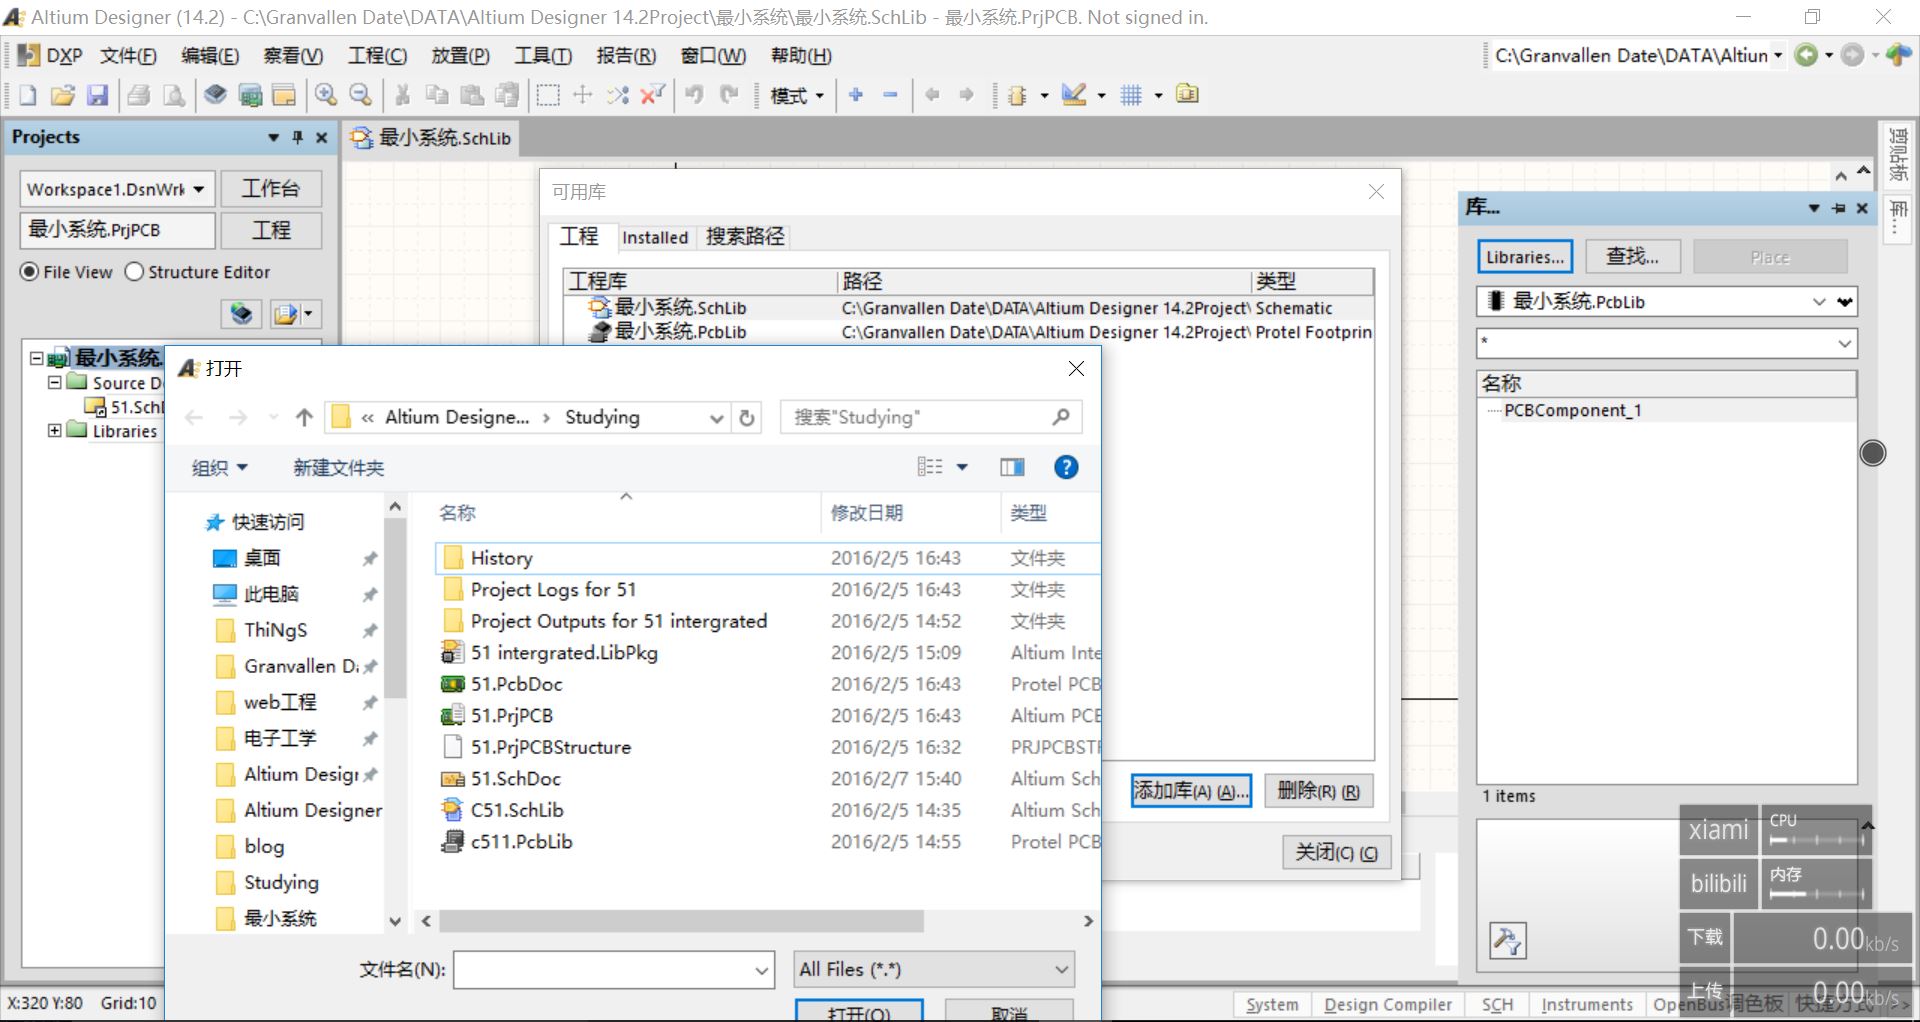 Altium Designer (14.2) - C:\Granvallen Date\DATA\Altium Designer 14.2Project\最小系统\最小系统.SchLib - 最小系统.PrjPCB. Not signed in.
DXP 文件(F) 编辑(E) 察看(V) 工程(C) 放置(P) 工具(T) 报告(R) 窗口(W) 帮助(H) C:\Granvallen Date\DATA\Altiun
模式
Projects
最小系统.SchLib
剪贴板
库...
Workspace1.DsnWrk 工作台
最小系统.PrjPCB 工程
File View Structure Editor
最小系统.
Source D
51.SchI
Libraries
可用库
工程 Installed 搜索路径
工程库 路径 类型
最小系统.SchLib C:\Granvallen Date\DATA\Altium Designer 14.2Project\ Schematic
最小系统.PcbLib C:\Granvallen Date\DATA\Altium Designer 14.2Project\ Protel Footprin
添加库(A) (A)... 删除(R) (R)
关闭(C) (C)
打开
« Altium Designe... › Studying
搜索"Studying"
组织 新建文件夹
快速访问
桌面
此电脑
ThiNgS
Granvallen Da
web工程
电子工学
Altium Design
Altium Designer
blog
Studying
最小系统
名称 修改日期 类型
History 2016/2/5 16:43 文件夹
Project Logs for 51 2016/2/5 16:43 文件夹
Project Outputs for 51 intergrated 2016/2/5 14:52 文件夹
51 intergrated.LibPkg 2016/2/5 15:09 Altium Inte
51.PcbDoc 2016/2/5 16:43 Protel PCB
51.PrjPCB 2016/2/5 16:43 Altium PCB
51.PrjPCBStructure 2016/2/5 16:32 PRJPCBSTR
51.SchDoc 2016/2/7 15:40 Altium Sch
C51.SchLib 2016/2/5 14:35 Altium Sch
c511.PcbLib 2016/2/5 14:55 Protel PCB
文件名(N): All Files (*.*)
打开(O) 取消
库...
Libraries... 查找... Place
最小系统.PcbLib
*
名称
PCBComponent_1
1 items
xiami CPU
bilibili 内存
下载 0.00kb/s
上传 0.00kb/s
X:320 Y:80 Grid:10
System Design Compiler SCH Instruments OpenBus调色板 快捷方式 >>